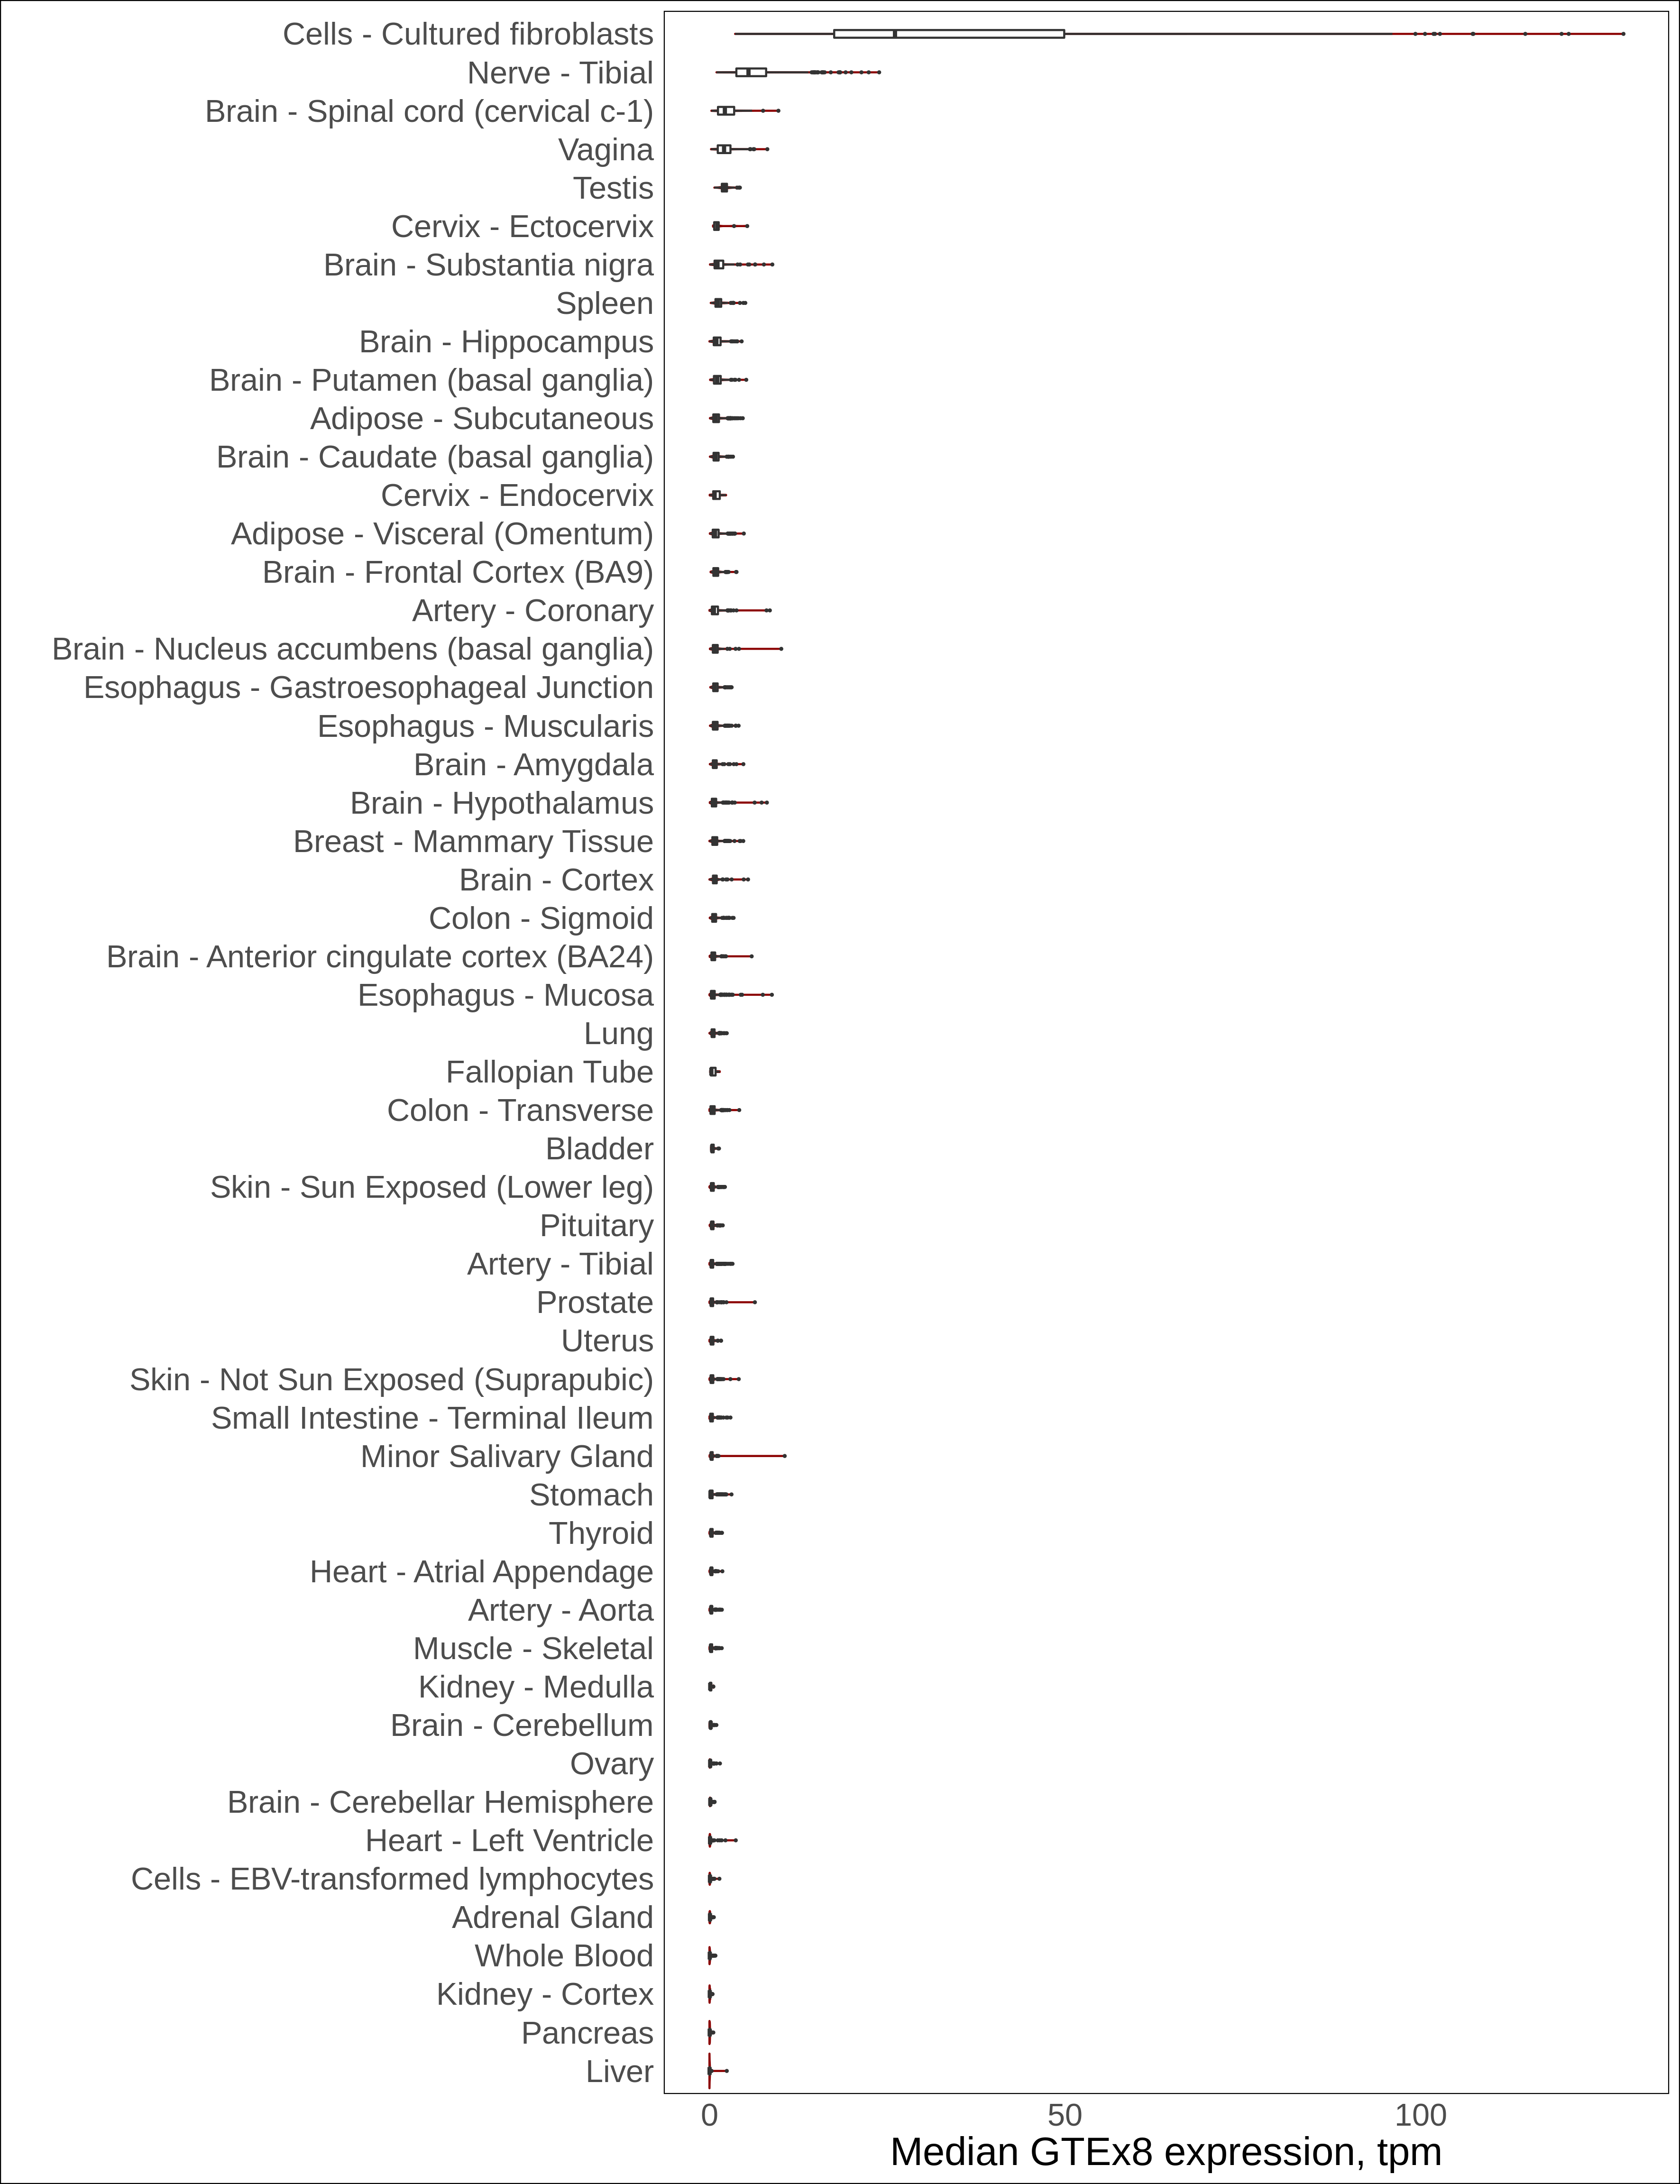 Cells - Cultured fibroblasts
Nerve - Tibial
Brain - Spinal cord (cervical c-1)
Vagina
Testis
Cervix - Ectocervix
Brain - Substantia nigra
Spleen
Brain - Hippocampus
Brain - Putamen (basal ganglia)
Adipose - Subcutaneous
Brain - Caudate (basal ganglia)
Cervix - Endocervix
Adipose - Visceral (Omentum)
Brain - Frontal Cortex (BA9)
Artery - Coronary
Brain - Nucleus accumbens (basal ganglia)
Esophagus - Gastroesophageal Junction
Esophagus - Muscularis
Brain - Amygdala
Brain - Hypothalamus
Breast - Mammary Tissue
Brain - Cortex
Colon - Sigmoid
Brain - Anterior cingulate cortex (BA24)
Esophagus - Mucosa
Lung
Fallopian Tube
Colon - Transverse
Bladder
Skin - Sun Exposed (Lower leg)
Pituitary
Artery - Tibial
Prostate
Uterus
Skin - Not Sun Exposed (Suprapubic)
Small Intestine - Terminal Ileum
Minor Salivary Gland
Stomach
Thyroid
Heart - Atrial Appendage
Artery - Aorta
Muscle - Skeletal
Kidney - Medulla
Brain - Cerebellum
Ovary
Brain - Cerebellar Hemisphere
Heart - Left Ventricle
Cells - EBV-transformed lymphocytes
Adrenal Gland
Whole Blood
Kidney - Cortex
Pancreas
Liver
0 50 100
Median GTEx8 expression, tpm